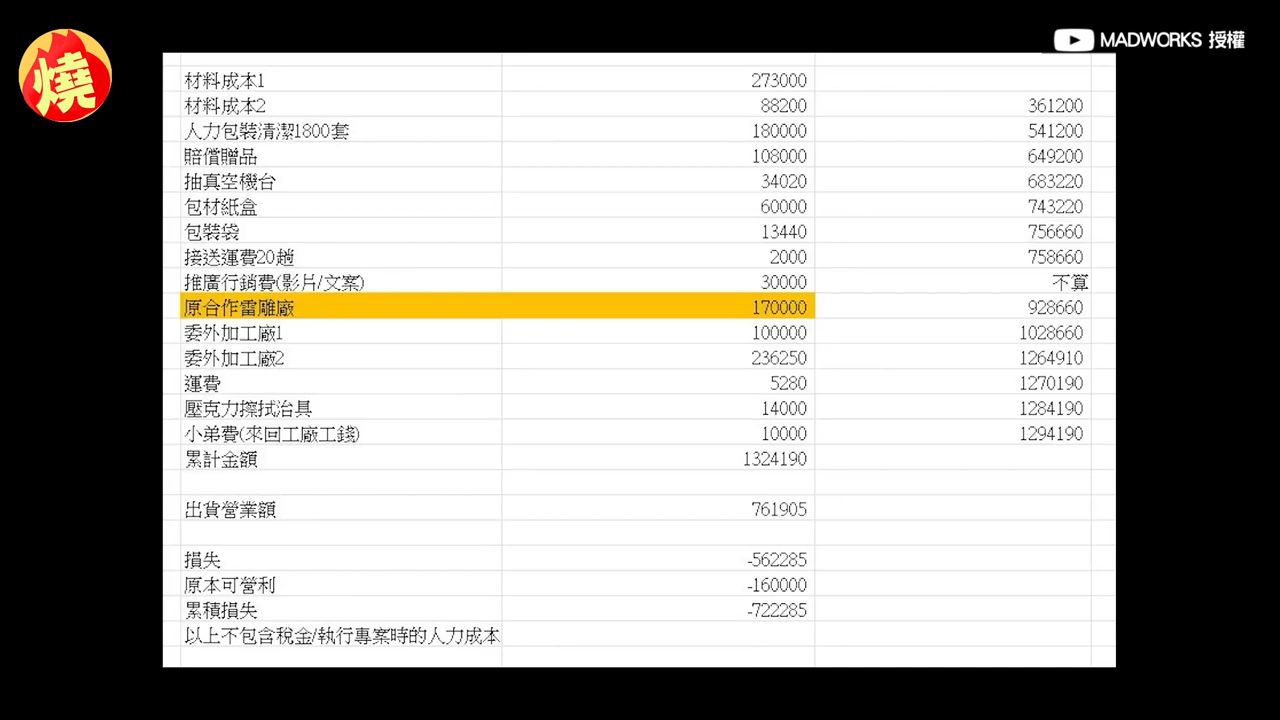 燒
MADWORKS 授權
材料成本1 273000
材料成本2 88200 361200
人力包裝清潔1800套 180000 541200
賠償贈品 108000 649200
抽真空機台 34020 683220
包材紙盒 60000 743220
包裝袋 13440 756660
接送運費20趟 2000 758660
推廣行銷費(影片/文案) 30000 不算
原合作雷雕廠 170000 928660
委外加工廠1 100000 1028660
委外加工廠2 236250 1264910
運費 5280 1270190
壓克力擦拭治具 14000 1284190
小弟費(來回工廠工錢) 10000 1294190
累計金額 1324190
出貨營業額 761905
損失 -562285
原本可營利 -160000
累積損失 -722285
以上不包含稅金/執行專案時的人力成本